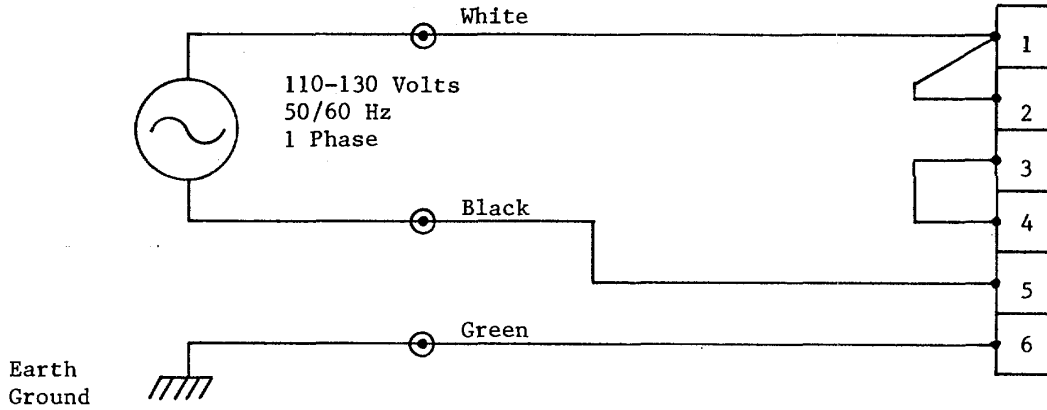 White
1
110-130 Volts
50/60 Hz
1 Phase
2
3
Black
4
5
Green
6
Earth
Ground